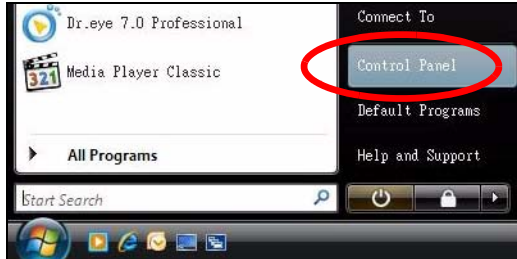 Dr.eye 7.0 Professional
321
Media Player Classic
All Programs
Start Search
Connect To
Control Panel
Default Programs
Help and Support